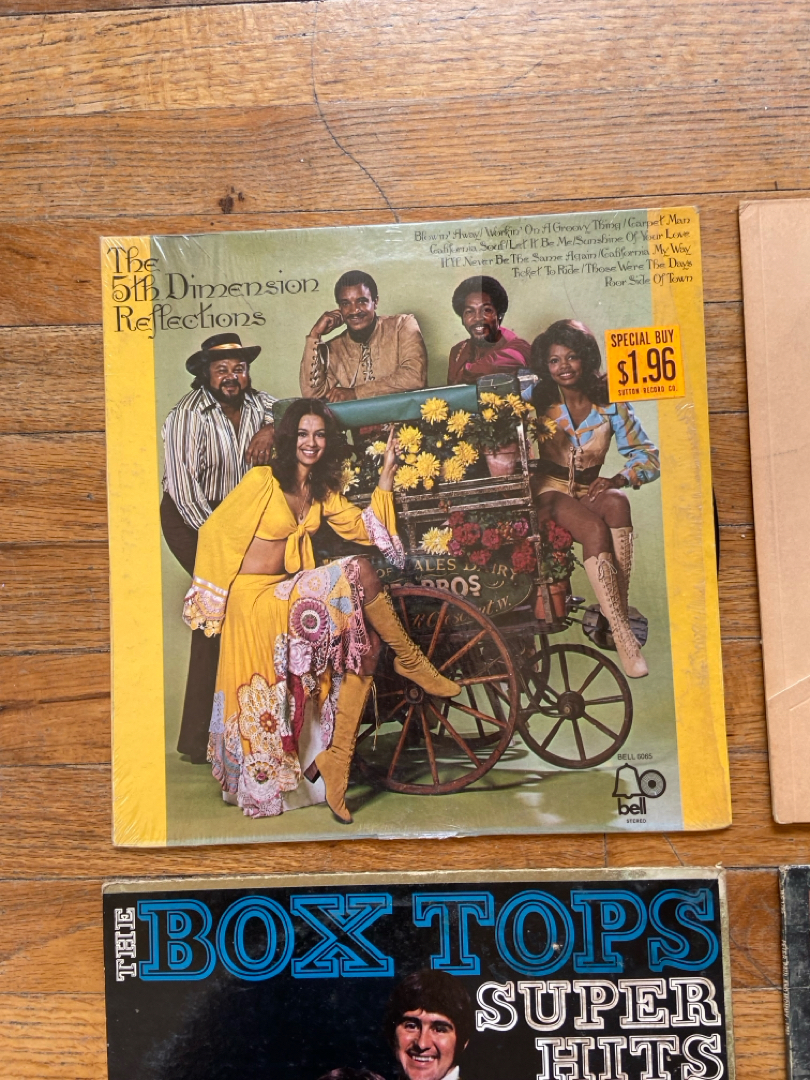 The
5th Dimension
Reflections
Blowin' Away/Workin' On A Groovy Thing/Carpet Man
California Soul/Let It Be Me/Sunshine Of Your Love
It'll Never Be The Same Again/California My Way
Ticket To Ride/Those Were The Days
Poor Side Of Town
SPECIAL BUY
$1.96
SUTTON RECORD CO.
ALES D IRY
BROS
BELL 6065
bell
STEREO
THE BOX TOPS
SUPER
HITS